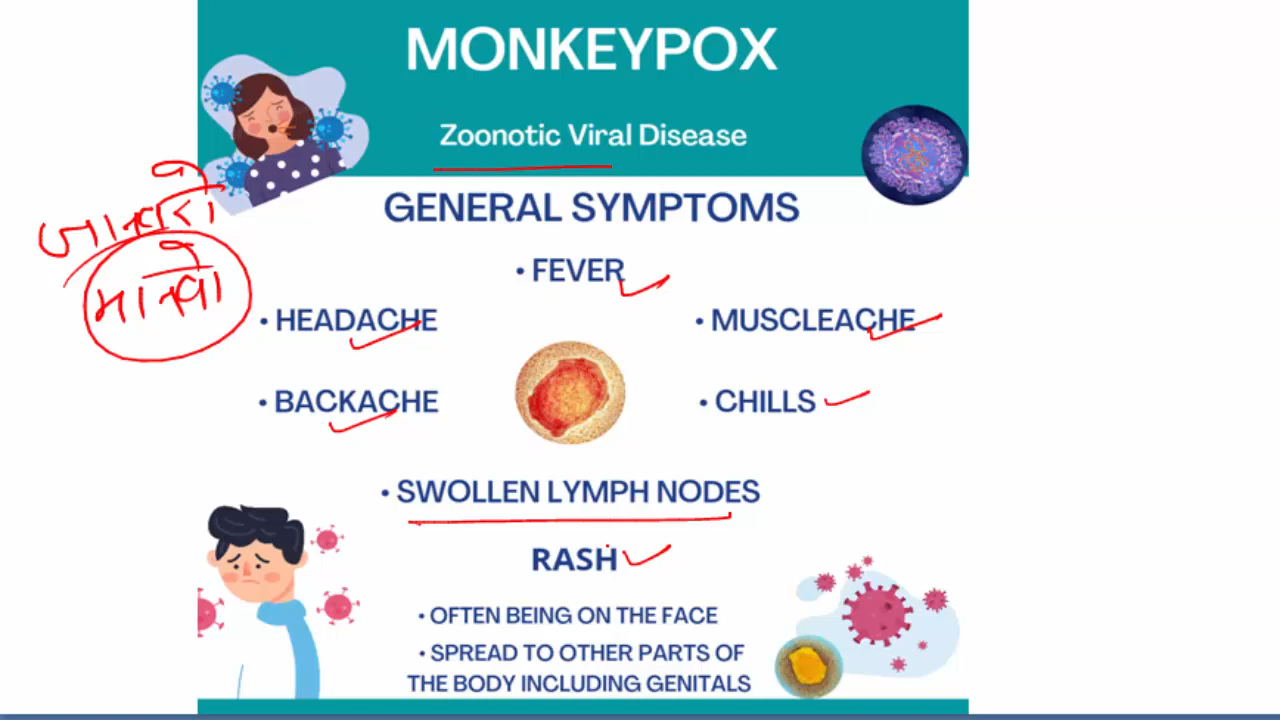 MONKEYPOX
Zoonotic Viral Disease
GENERAL SYMPTOMS
• FEVER
• HEADACHE
• MUSCLEACHE
• BACKACHE
• CHILLS
• SWOLLEN LYMPH NODES
RASH
• OFTEN BEING ON THE FACE
• SPREAD TO OTHER PARTS OF
THE BODY INCLUDING GENITALS